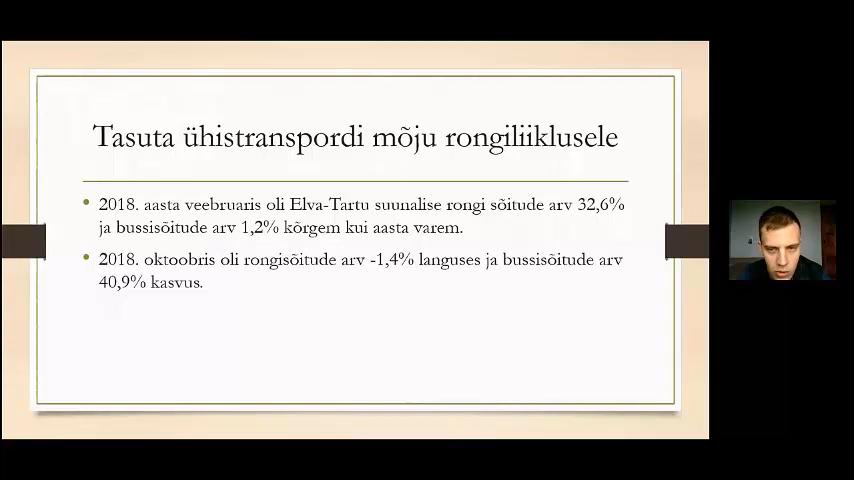 Tasuta ühistranspordi mõju rongiliiklusele
• 2018. aasta veebruaris oli Elva-Tartu suunalise rongi sõitude arv 32,6%
ja bussisõitude arv 1,2% kõrgem kui aasta varem.
• 2018. oktoobris oli rongisõitude arv -1,4% languses ja bussisõitude arv
40,9% kasvus.